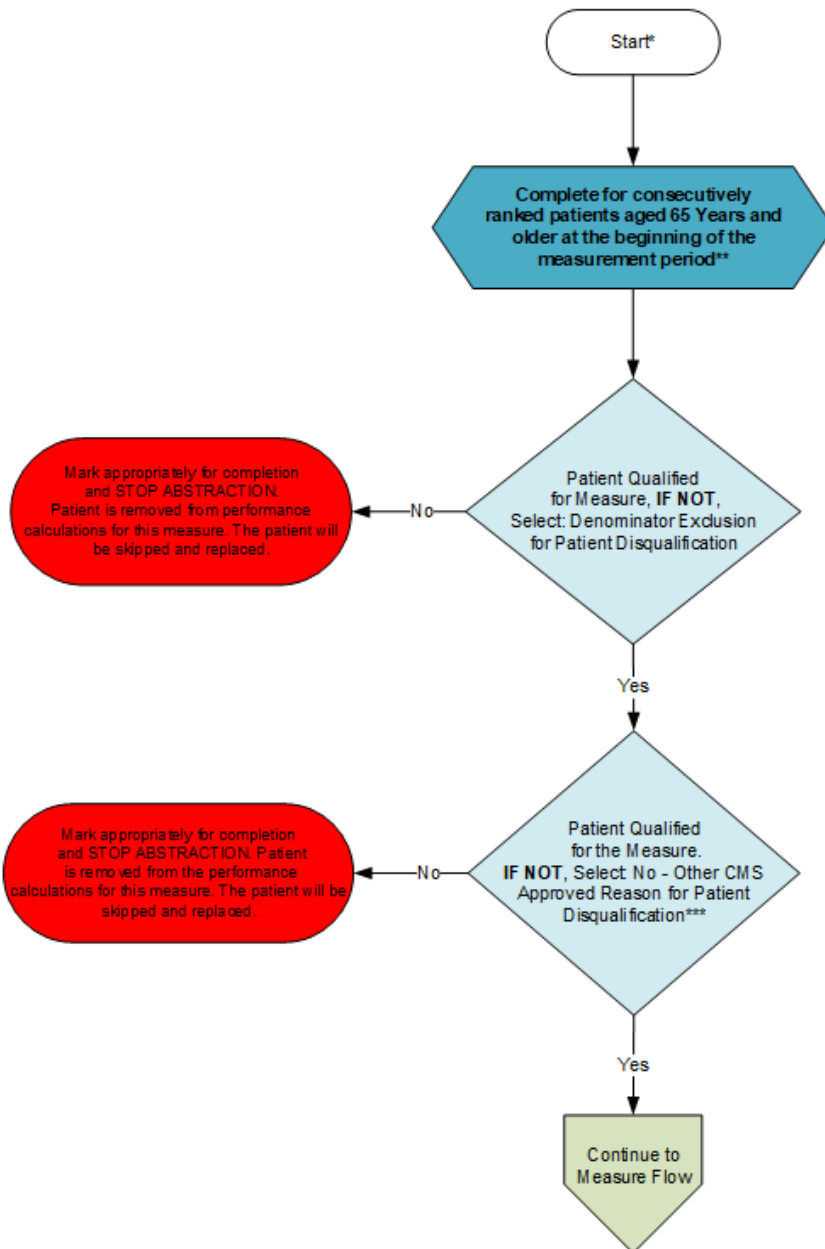 Start*
Complete for consecutively
ranked patients aged 65 Years and
older at the beginning of the
measurement period**
Patient Qualified
for Measure, IF NOT,
Select: Denominator Exclusion
for Patient Disqualification
No
Mark appropriately for completion
and STOP ABSTRACTION.
Patient is removed from performance
calculations for this measure. The patient will
be skipped and replaced.
Yes
Patient Qualified
for the Measure.
IF NOT, Select: No - Other CMS
Approved Reason for Patient
Disqualification***
No
Mark appropriately for completion
and STOP ABSTRACTION. Patient
is removed from the performance
calculations for this measure. The patient will be
skipped and replaced.
Yes
Continue to
Measure Flow